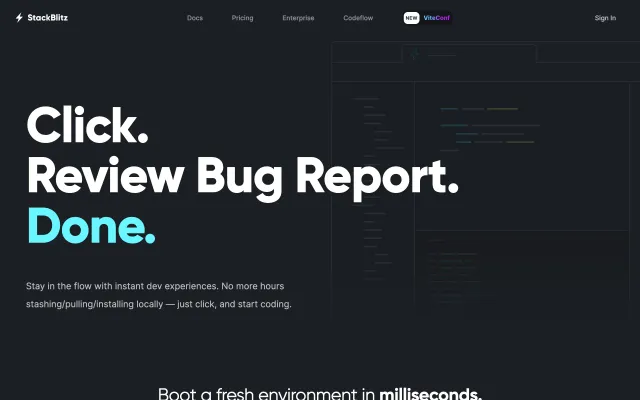 StackBlitz
Docs
Pricing
Enterprise
Codeflow
NEW ViteConf
Sign In
Click.
Review Bug Report.
Done.
Stay in the flow with instant dev experiences. No more hours
stashing/pulling/installing locally — just click, and start coding.
Boot a fresh environment in milliseconds.